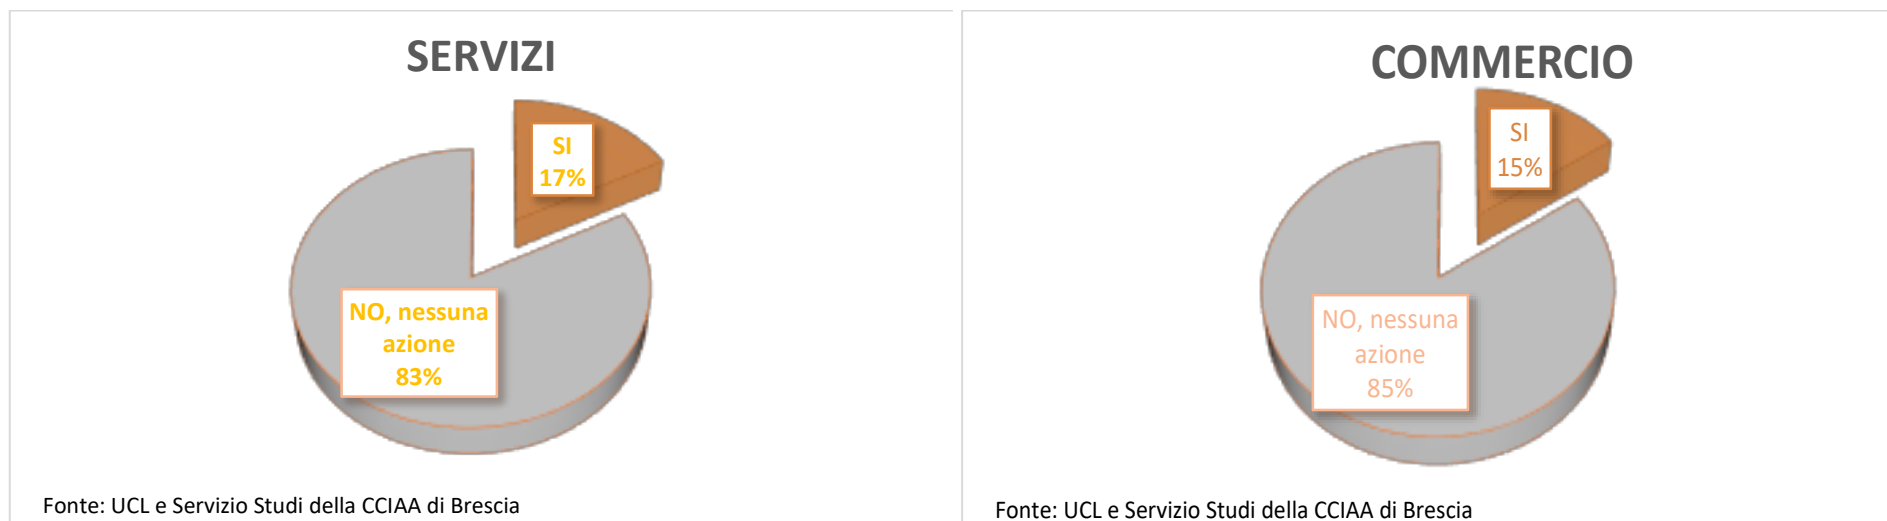 SERVIZI
SI
17%
NO, nessuna
azione
83%
Fonte: UCL e Servizio Studi della CCIAA di Brescia
COMMERCIO
SI
15%
NO, nessuna
azione
85%
Fonte: UCL e Servizio Studi della CCIAA di Brescia